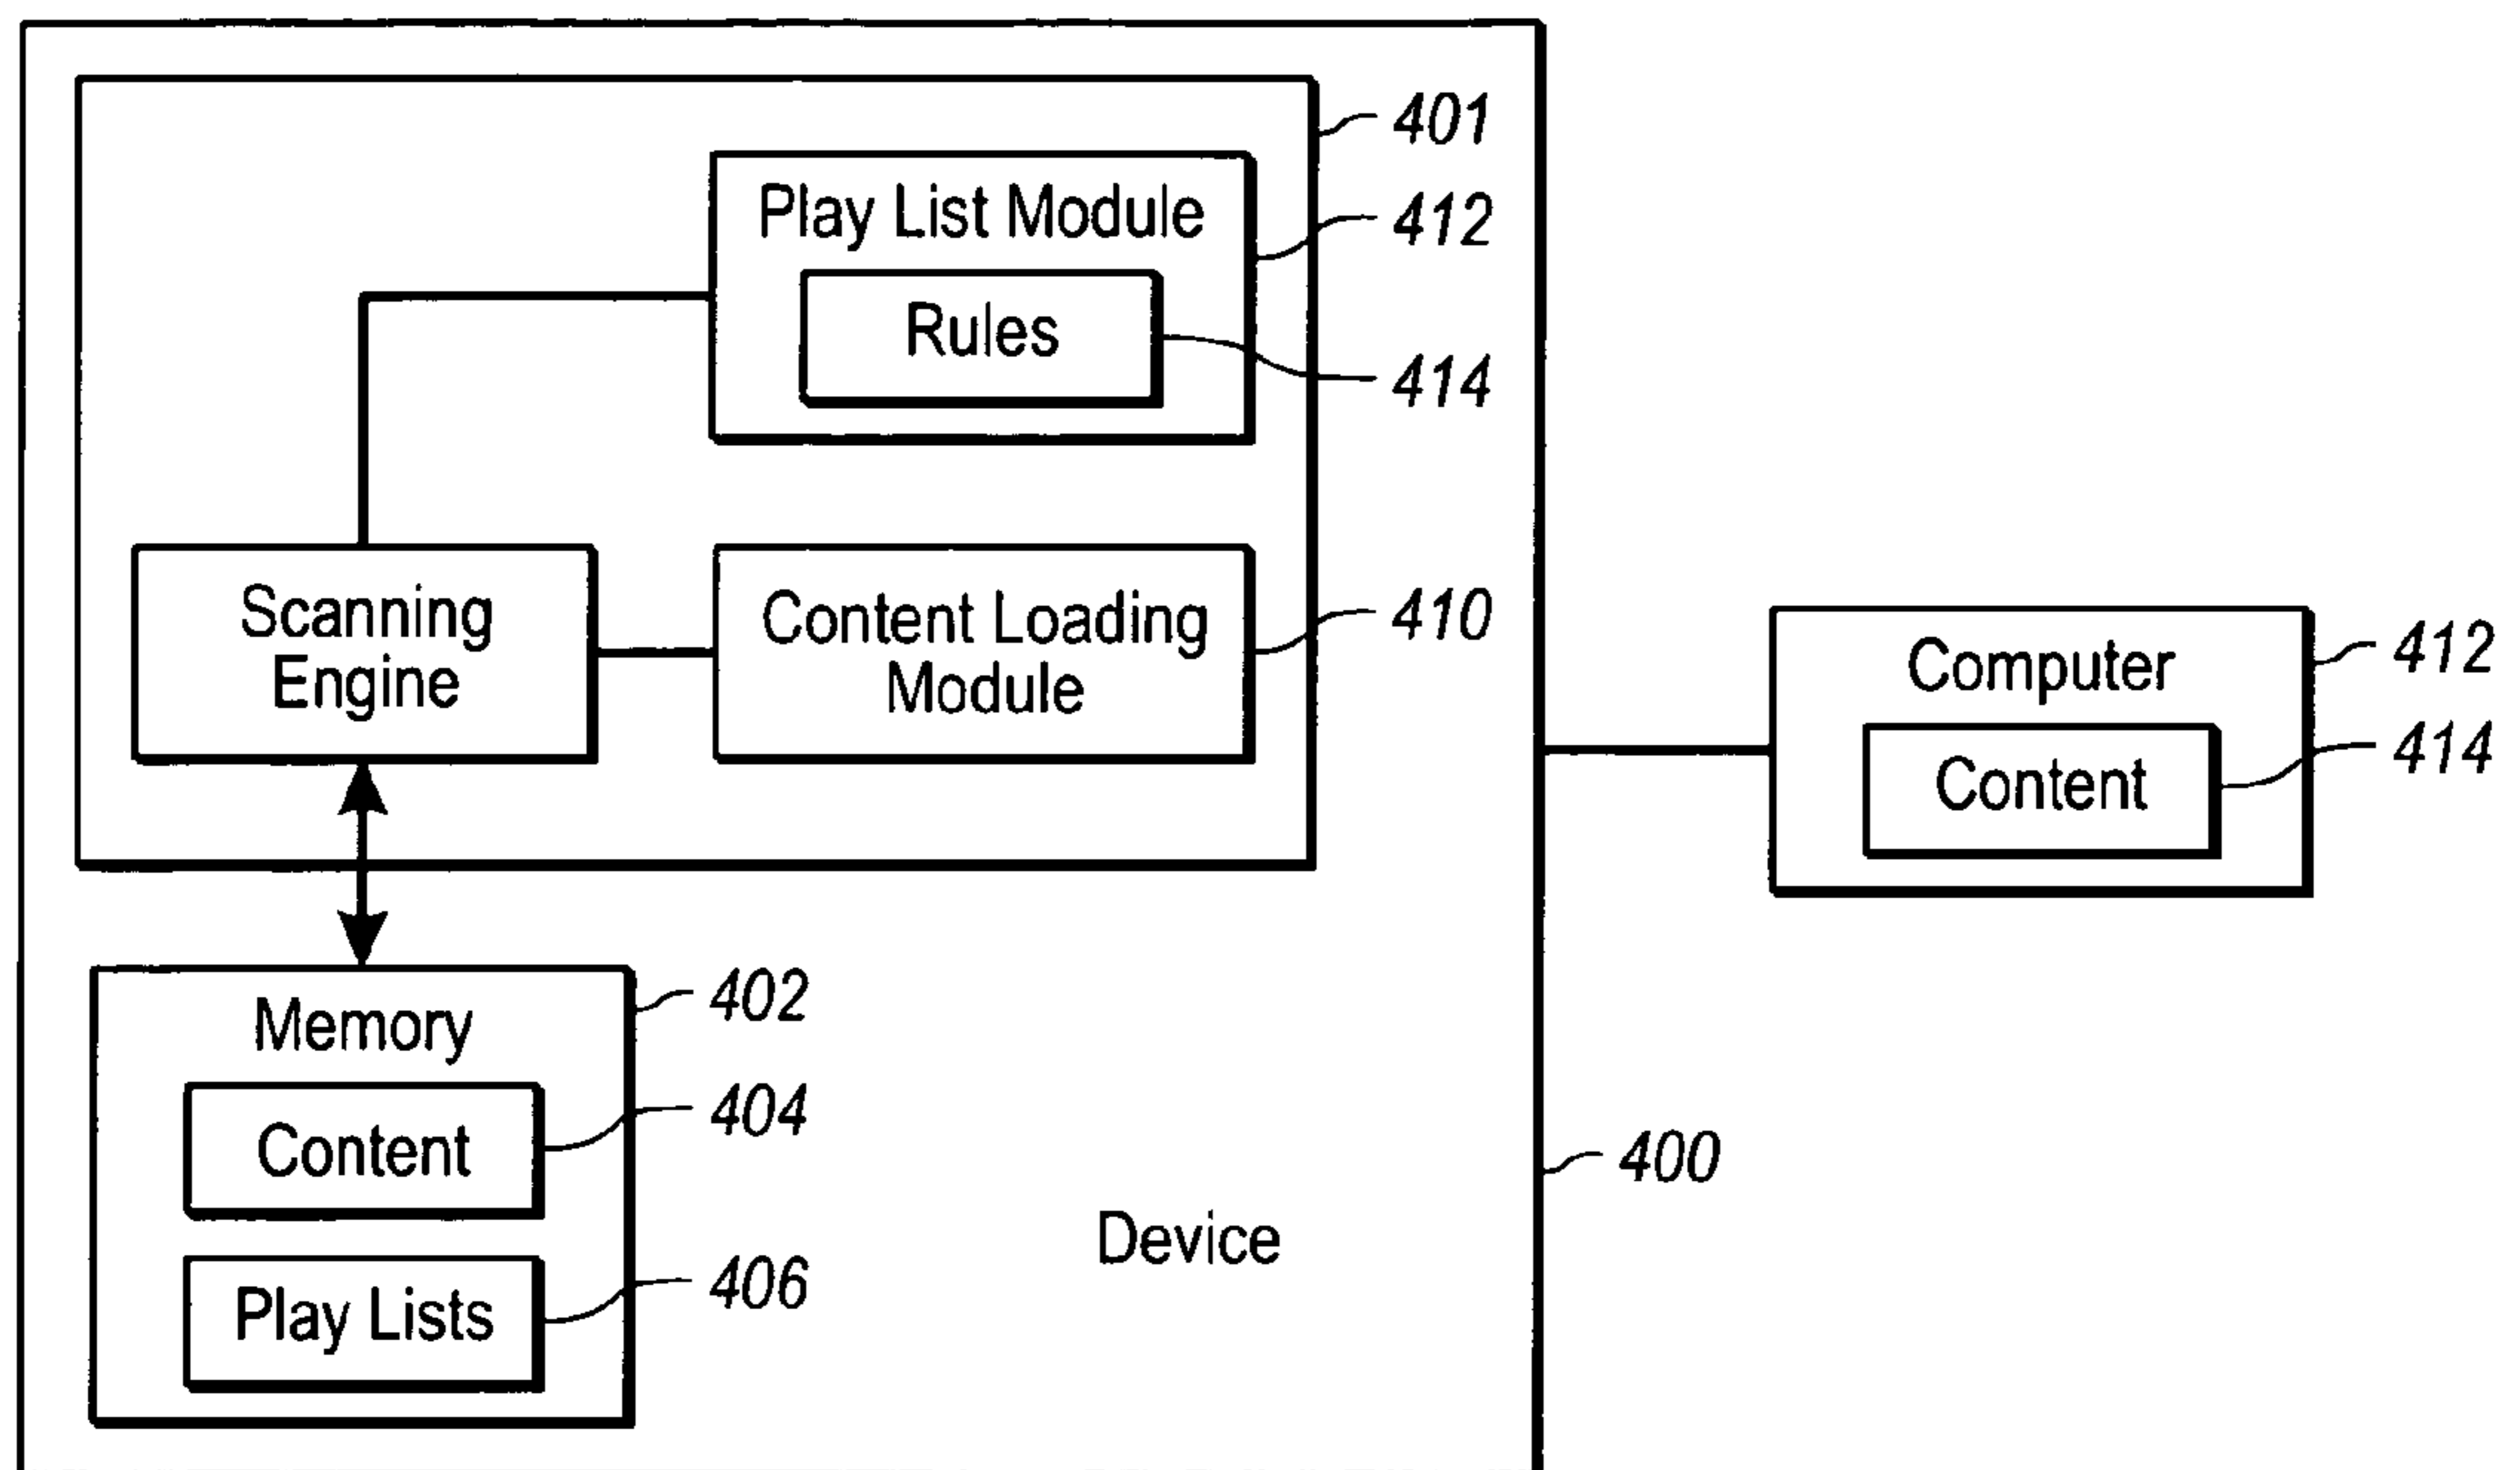 401
Play List Module
412
Rules
414
Scanning
Engine
Content Loading
Module
410
Computer
412
Content
414
Memory
402
Content
404
Play Lists
406
Device
400